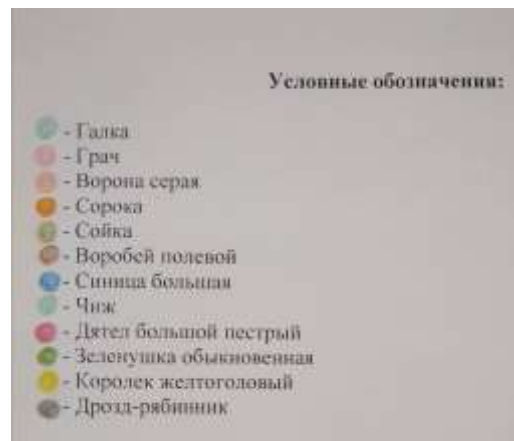 Условные обозначения:
- Галка
- Грач
- Ворона серая
- Сорока
- Сойка
- Воробей полевой
- Синица большая
- Чиж
- Дятел большой пестрый
- Зеленушка обыкновенная
- Королек желтоголовый
- Дрозд-рябинник